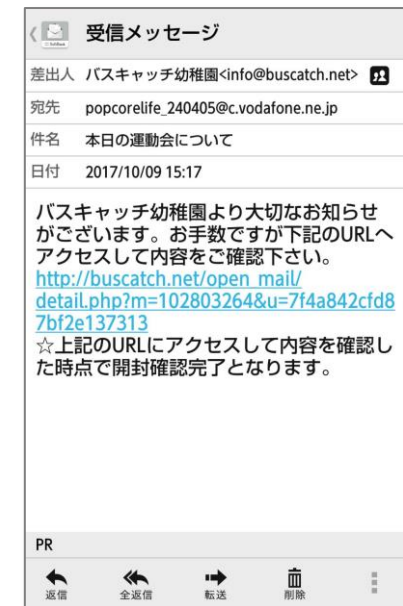 受信メッセージ
差出人 バスキャッチ幼稚園<info@buscatch.net>
宛先 popcorelife_240405@c.vodafone.ne.jp
件名 本日の運動会について
日付 2017/10/09 15:17
バスキャッチ幼稚園より大切なお知らせ
がございます。お手数ですが下記のURLへ
アクセスして内容をご確認下さい。
http://buscatch.net/open_mail/
detail.php?m=102803264&u=7f4a842cfd8
7bf2e137313
☆上記のURLにアクセスして内容を確認し
た時点で開封確認完了となります。
PR
返信 全返信 転送 削除